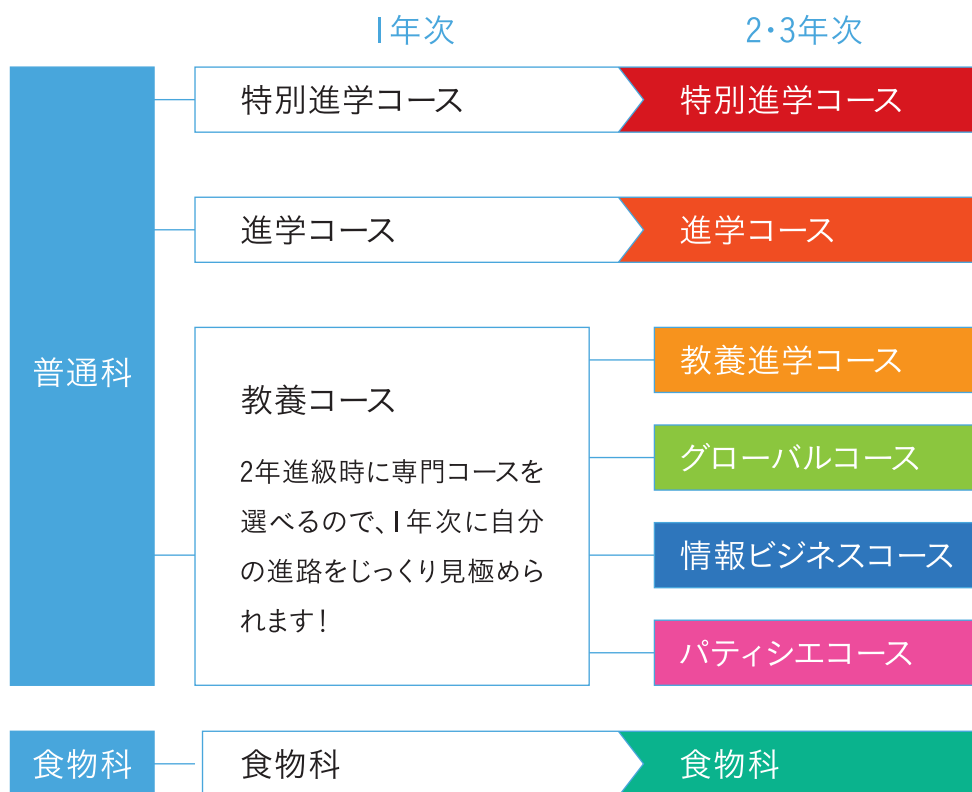 1年次
2・3年次
普通科
特別進学コース
特別進学コース
進学コース
進学コース
教養コース
2年進級時に専門コースを
選べるので、1年次に自分
の進路をじっくり見極めら
れます!
教養進学コース
グローバルコース
情報ビジネスコース
パティシエコース
食物科
食物科
食物科